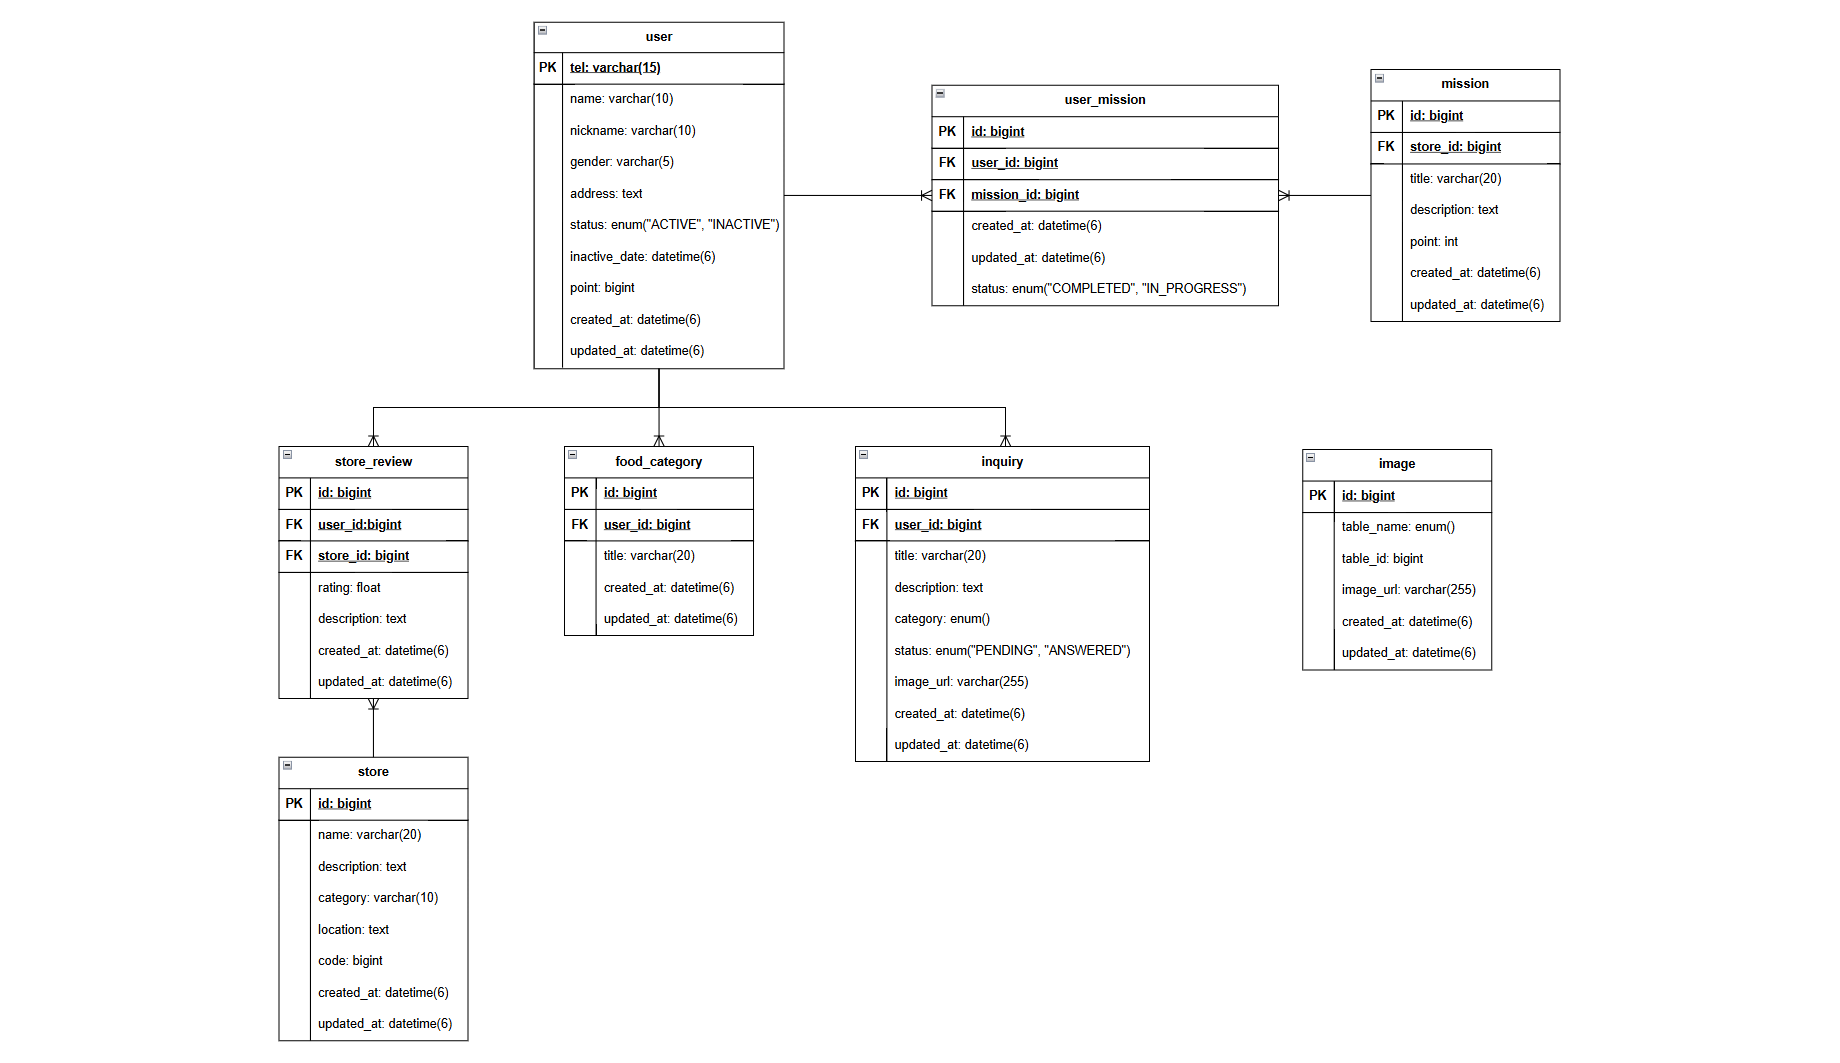 user
PK tel: varchar(15)
name: varchar(10)
nickname: varchar(10)
gender: varchar(5)
address: text
status: enum("ACTIVE", "INACTIVE")
inactive_date: datetime(6)
point: bigint
created_at: datetime(6)
updated_at: datetime(6)
user_mission
PK id: bigint
FK user_id: bigint
FK mission_id: bigint
created_at: datetime(6)
updated_at: datetime(6)
status: enum("COMPLETED", "IN_PROGRESS")
mission
PK id: bigint
FK store_id: bigint
title: varchar(20)
description: text
point: int
created_at: datetime(6)
updated_at: datetime(6)
store_review
PK id: bigint
FK user_id:bigint
FK store_id: bigint
rating: float
description: text
created_at: datetime(6)
updated_at: datetime(6)
food_category
PK id: bigint
FK user_id: bigint
title: varchar(20)
created_at: datetime(6)
updated_at: datetime(6)
inquiry
PK id: bigint
FK user_id: bigint
title: varchar(20)
description: text
category: enum()
status: enum("PENDING", "ANSWERED")
image_url: varchar(255)
created_at: datetime(6)
updated_at: datetime(6)
image
PK id: bigint
table_name: enum()
table_id: bigint
image_url: varchar(255)
created_at: datetime(6)
updated_at: datetime(6)
store
PK id: bigint
name: varchar(20)
description: text
category: varchar(10)
location: text
code: bigint
created_at: datetime(6)
updated_at: datetime(6)